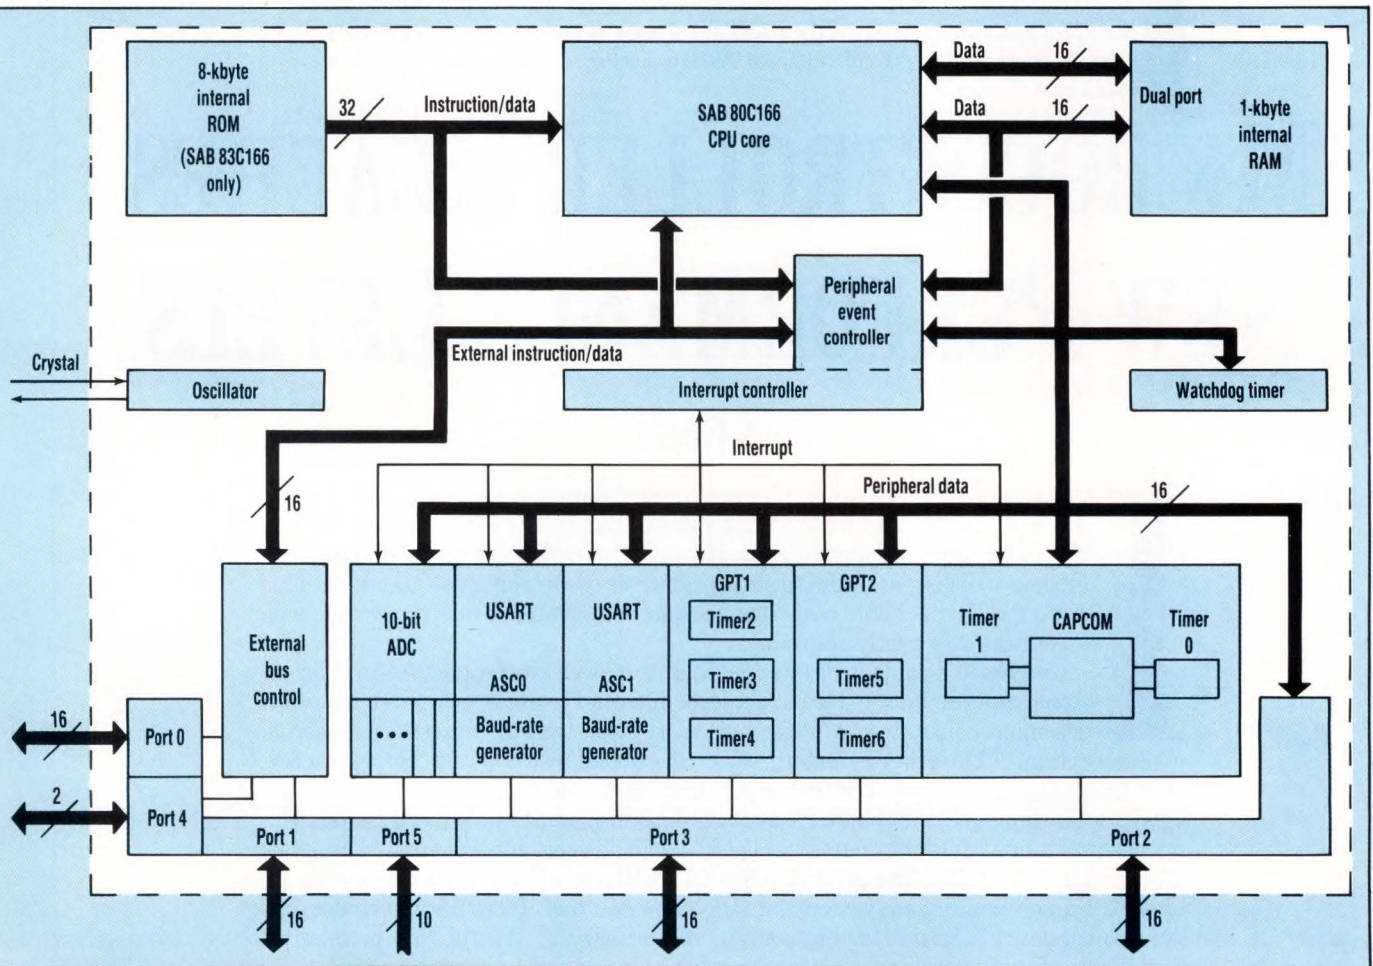 8-kbyte
internal
ROM
(SAB 83C166
only)
32
Instruction/data
SAB 80C166
CPU core
Data
16
Data
16
Dual port
1-kbyte
internal
RAM
Peripheral
event
controller
External instruction/data
Crystal
Oscillator
Interrupt controller
Watchdog timer
Interrupt
16
Peripheral data
16
External
bus
control
10-bit
ADC
USART
ASC0
Baud-rate
generator
USART
ASC1
Baud-rate
generator
GPT1
Timer2
Timer3
Timer4
GPT2
Timer5
Timer6
Timer
1
CAPCOM
Timer
0
16
Port 0
2
Port 4
Port 1
Port 5
Port 3
Port 2
16
10
16
16